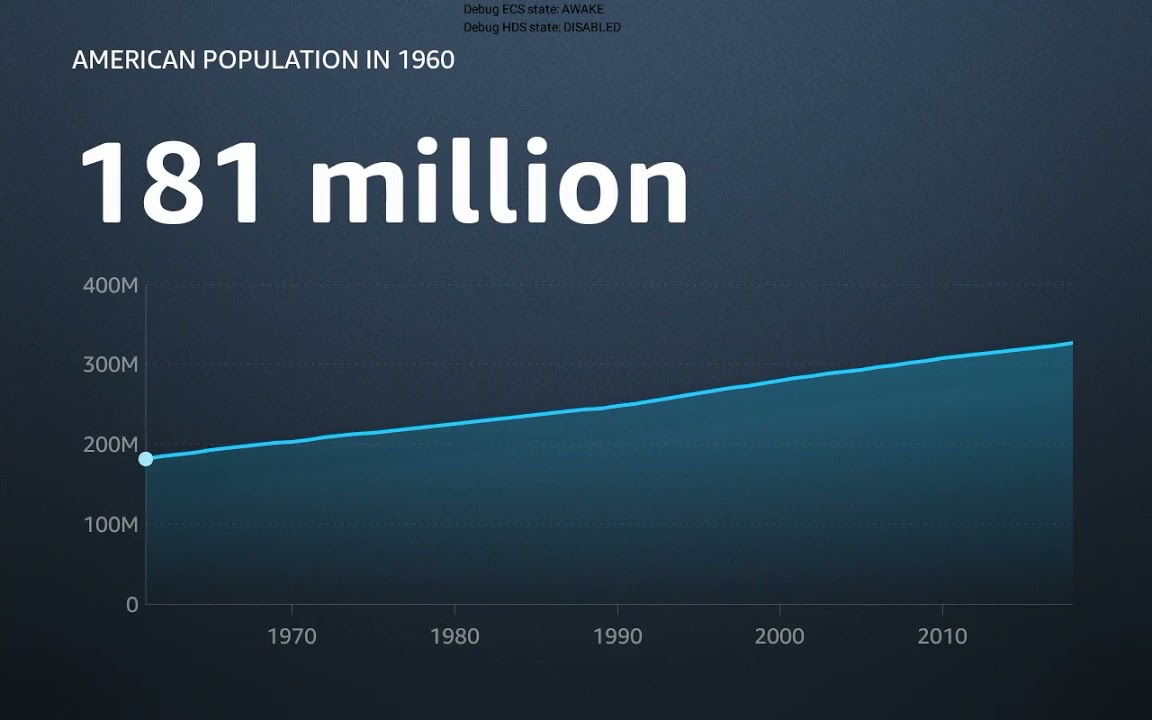 Debug ECS state: AWAKE
Debug HDS state: DISABLED
AMERICAN POPULATION IN 1960
181 million
400M
300M
200M
100M
0
1970 1980 1990 2000 2010